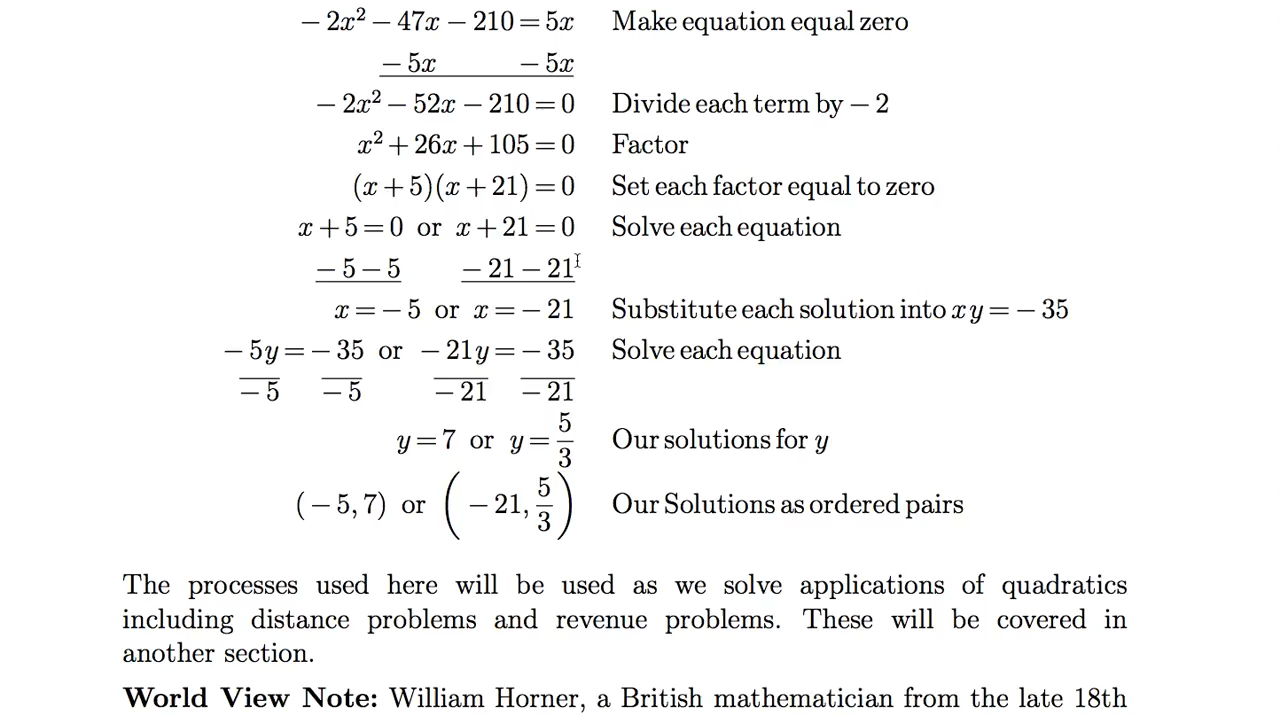 − 2x² − 47x − 210 = 5x Make equation equal zero
− 5x − 5x
− 2x² − 52x − 210 = 0 Divide each term by − 2
x² + 26x + 105 = 0 Factor
(x + 5)(x + 21) = 0 Set each factor equal to zero
x + 5 = 0 or x + 21 = 0 Solve each equation
− 5 − 5 − 21 − 21
x = − 5 or x = − 21 Substitute each solution into xy = − 35
− 5y = − 35 or − 21y = − 35 Solve each equation
− 5 − 5 − 21 − 21
y = 7 or y = 5/3 Our solutions for y
(− 5, 7) or (− 21, 5/3) Our Solutions as ordered pairs
The processes used here will be used as we solve applications of quadratics
including distance problems and revenue problems. These will be covered in
another section.
World View Note: William Horner, a British mathematician from the late 18th